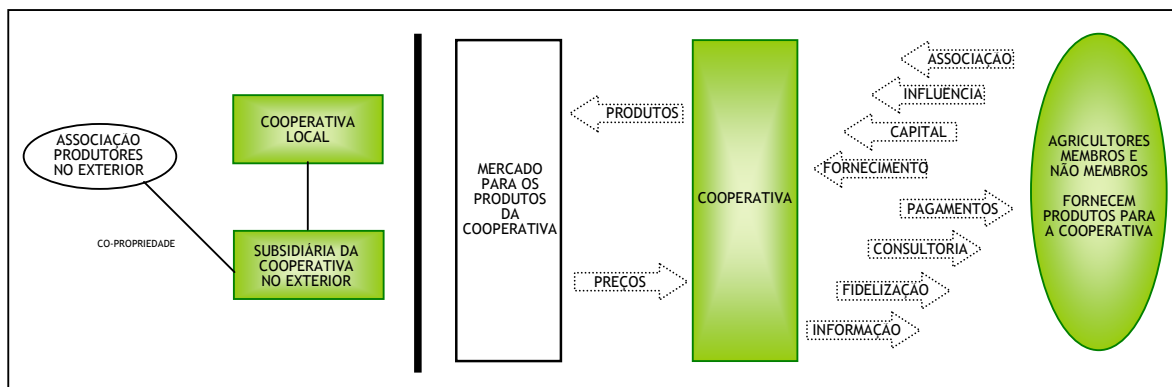 ASSOCIAÇÃO
PRODUTORES
NO EXTERIOR
COOPERATIVA
LOCAL
CO-PROPRIEDADE
SUBSIDIÁRIA DA
COOPERATIVA
NO EXTERIOR
MERCADO
PARA OS
PRODUTOS
DA
COOPERATIVA
PRODUTOS
PREÇOS
COOPERATIVA
ASSOCIAÇÃO
INFLUENCIA
CAPITAL
FORNECIMENTO
PAGAMENTOS
CONSULTORIA
FIDELIZAÇÃO
INFORMAÇÃO
AGRICULTORES
MEMBROS E
NÃO MEMBROS
FORNECEM
PRODUTOS PARA
A COOPERATIVA